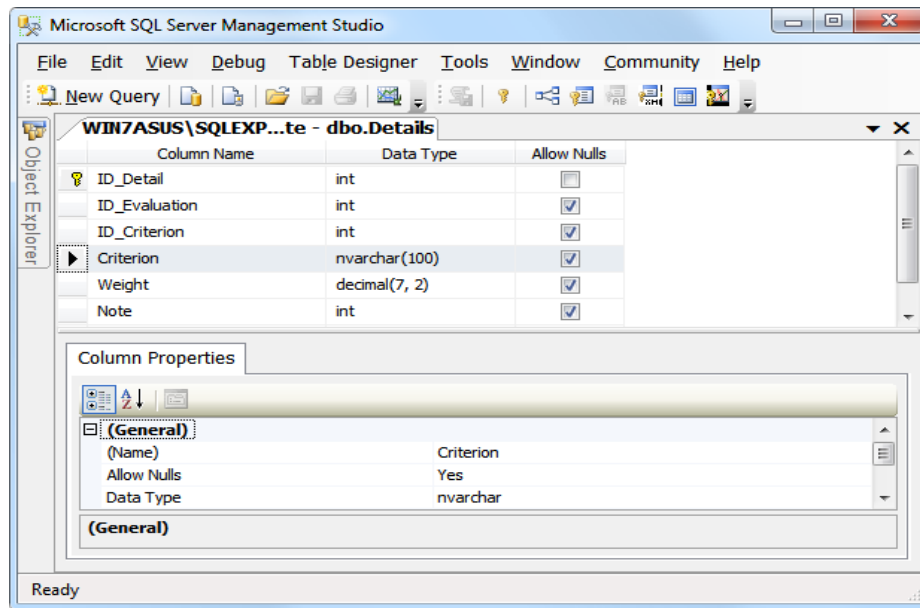 Microsoft SQL Server Management Studio
File Edit View Debug Table Designer Tools Window Community Help
New Query
WIN7ASUS\SQLEXP...te - dbo.Details
Object Explorer
Column Name Data Type Allow Nulls
ID_Detail int
ID_Evaluation int
ID_Criterion int
Criterion nvarchar(100)
Weight decimal(7, 2)
Note int
Column Properties
(General)
(Name) Criterion
Allow Nulls Yes
Data Type nvarchar
(General)
Ready